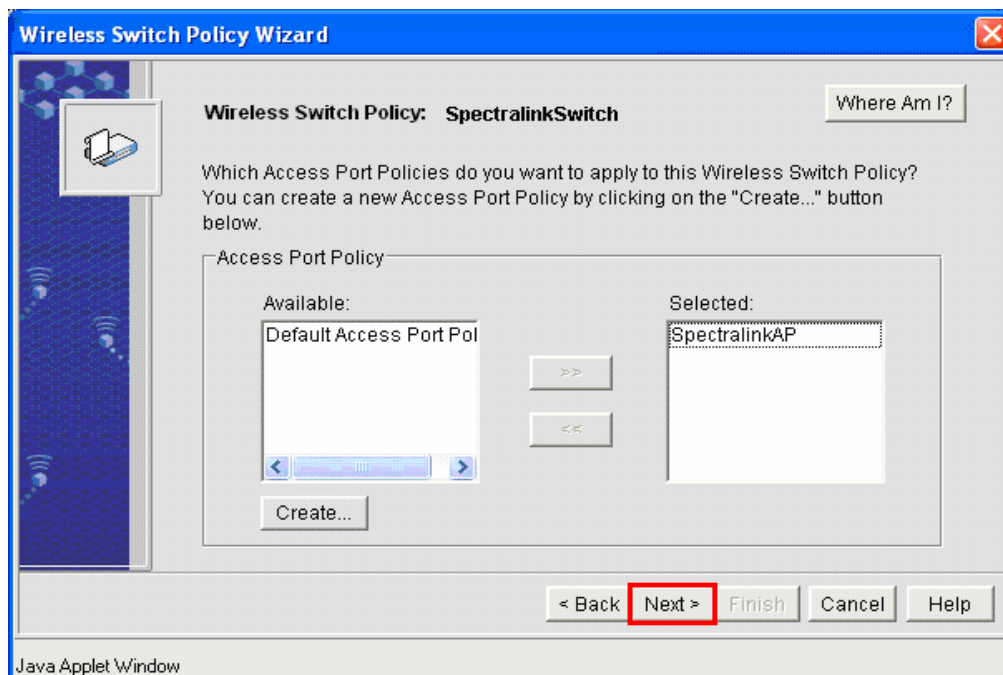 Wireless Switch Policy Wizard
Wireless Switch Policy: SpectralinkSwitch
Where Am I?
Which Access Port Policies do you want to apply to this Wireless Switch Policy?
You can create a new Access Port Policy by clicking on the "Create..." button
below.
Access Port Policy
Available:
Selected:
Default Access Port Pol
SpectralinkAP
>>
<<
Create...
< Back
Next >
Finish
Cancel
Help
Java Applet Window